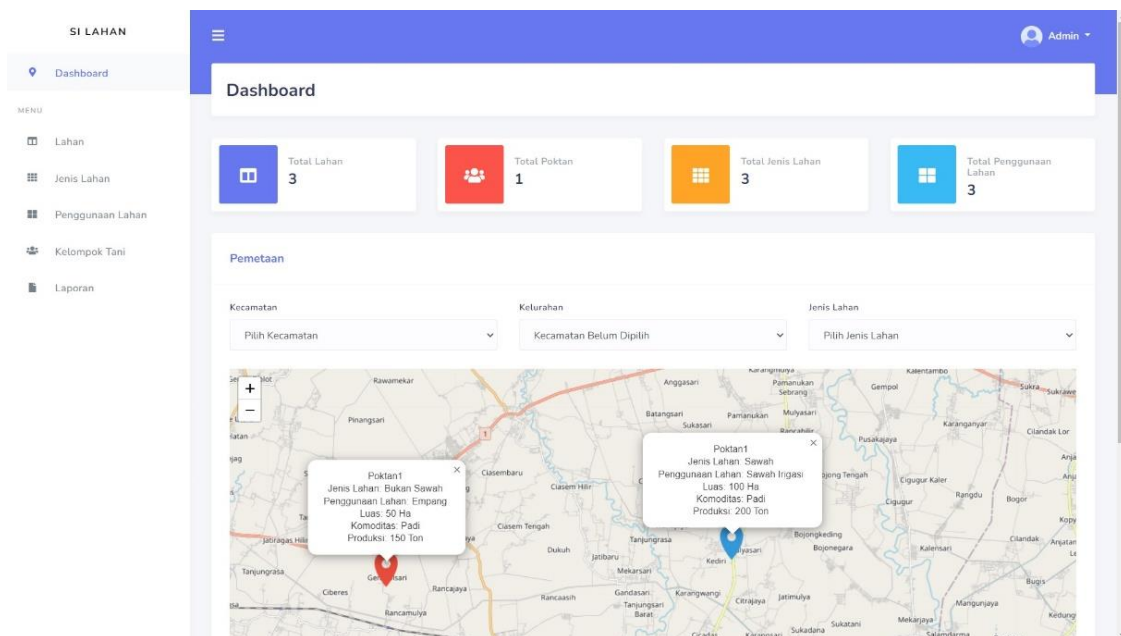 SI LAHAN
Admin
Dashboard
Dashboard
MENU
Lahan
Jenis Lahan
Penggunaan Lahan
Kelompok Tani
Laporan
Total Lahan
3
Total Poktan
1
Total Jenis Lahan
3
Total Penggunaan
Lahan
3
Pemetaan
Kecamatan
Kelurahan
Jenis Lahan
Pilih Kecamatan
Kecamatan Belum Dipilih
Pilih Jenis Lahan
+
−
Rawamekar
Pinangsari
1
Anggasari
Pamanukan
Sebrang
Kalentambo
Gempol
Sukra
Batangsari
Sukasari
Pamanukan
Mulyasari
Pusakajaya
Karanganyar
Cilandak Lor
Poktan1
Jenis Lahan: Bukan Sawah
Penggunaan Lahan: Empang
Luas: 50 Ha
Komoditas: Padi
Produksi: 150 Ton
Poktan1
Jenis Lahan: Sawah
Penggunaan Lahan: Sawah Irigasi
Luas: 100 Ha
Komoditas: Padi
Produksi: 200 Ton
Ciasembaru
Ciasem Hilir
Cigugur Kaler
Cigugur
Rangdu
Bogor
Ciasem Tengah
Dukuh
Jatibaru
Tanjungrasa
Bojongkeding
Bojonegara
Kalensari
Cilandak
Anjatan
Tanjungrasa
Mekarsari
Kediri
Bugis
Ciberes
Rancajaya
Rancaasih
Gandasari
Tanjungsari
Barat
Karangwangi
Citrajaya
Jatimulya
Mangunjaya
Rancamulya
Sukadana
Sukatani
Mekarjaya